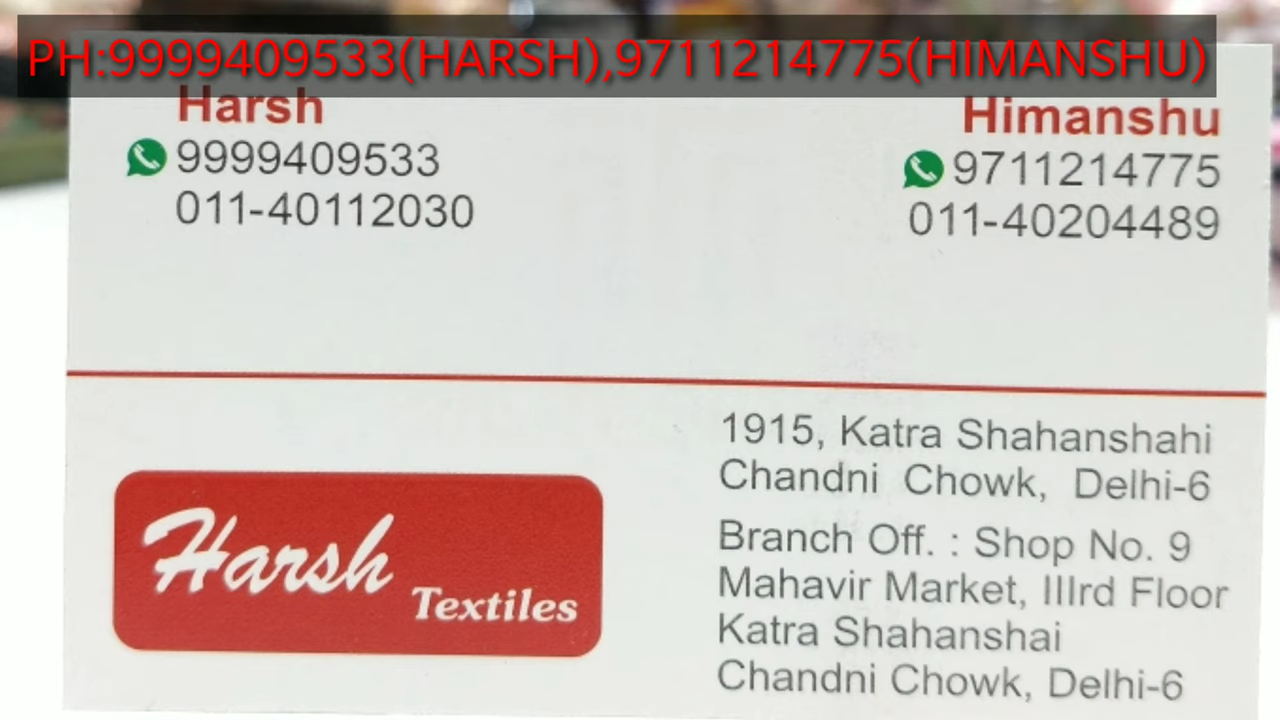 PH:9999409533(HARSH),9711214775(HIMANSHU)
Harsh
9999409533
011-40112030
Himanshu
9711214775
011-40204489
Harsh
Textiles
1915, Katra Shahanshahi
Chandni Chowk, Delhi-6
Branch Off. : Shop No. 9
Mahavir Market, IIIrd Floor
Katra Shahanshai
Chandni Chowk, Delhi-6